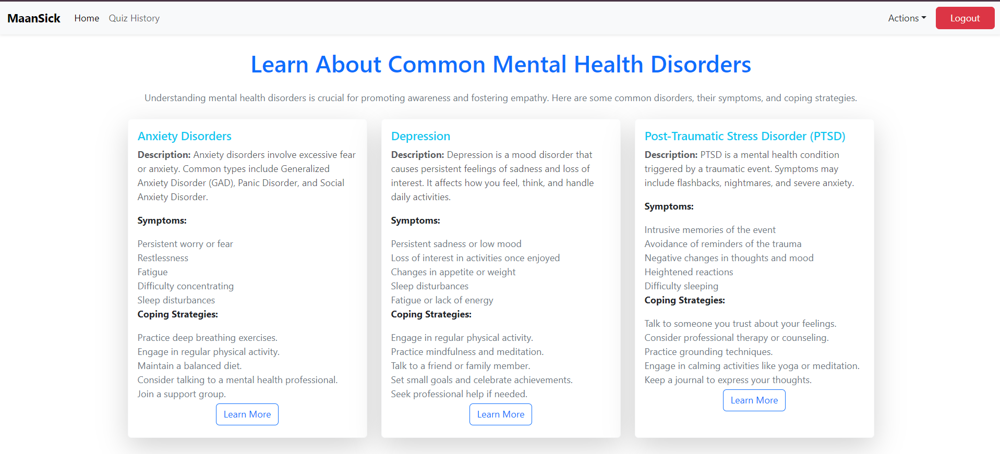 MaanSick Home Quiz History Actions Logout
Learn About Common Mental Health Disorders
Understanding mental health disorders is crucial for promoting awareness and fostering empathy. Here are some common disorders, their symptoms, and coping strategies.
Anxiety Disorders
Description: Anxiety disorders involve excessive fear
or anxiety. Common types include Generalized
Anxiety Disorder (GAD), Panic Disorder, and Social
Anxiety Disorder.
Symptoms:
Persistent worry or fear
Restlessness
Fatigue
Difficulty concentrating
Sleep disturbances
Coping Strategies:
Practice deep breathing exercises.
Engage in regular physical activity.
Maintain a balanced diet.
Consider talking to a mental health professional.
Join a support group.
Learn More
Depression
Description: Depression is a mood disorder that
causes persistent feelings of sadness and loss of
interest. It affects how you feel, think, and handle
daily activities.
Symptoms:
Persistent sadness or low mood
Loss of interest in activities once enjoyed
Changes in appetite or weight
Sleep disturbances
Fatigue or lack of energy
Coping Strategies:
Engage in regular physical activity.
Practice mindfulness and meditation.
Talk to a friend or family member.
Set small goals and celebrate achievements.
Seek professional help if needed.
Learn More
Post-Traumatic Stress Disorder (PTSD)
Description: PTSD is a mental health condition
triggered by a traumatic event. Symptoms may
include flashbacks, nightmares, and severe anxiety.
Symptoms:
Intrusive memories of the event
Avoidance of reminders of the trauma
Negative changes in thoughts and mood
Heightened reactions
Difficulty sleeping
Coping Strategies:
Talk to someone you trust about your feelings.
Consider professional therapy or counseling.
Practice grounding techniques.
Engage in calming activities like yoga or meditation.
Keep a journal to express your thoughts.
Learn More